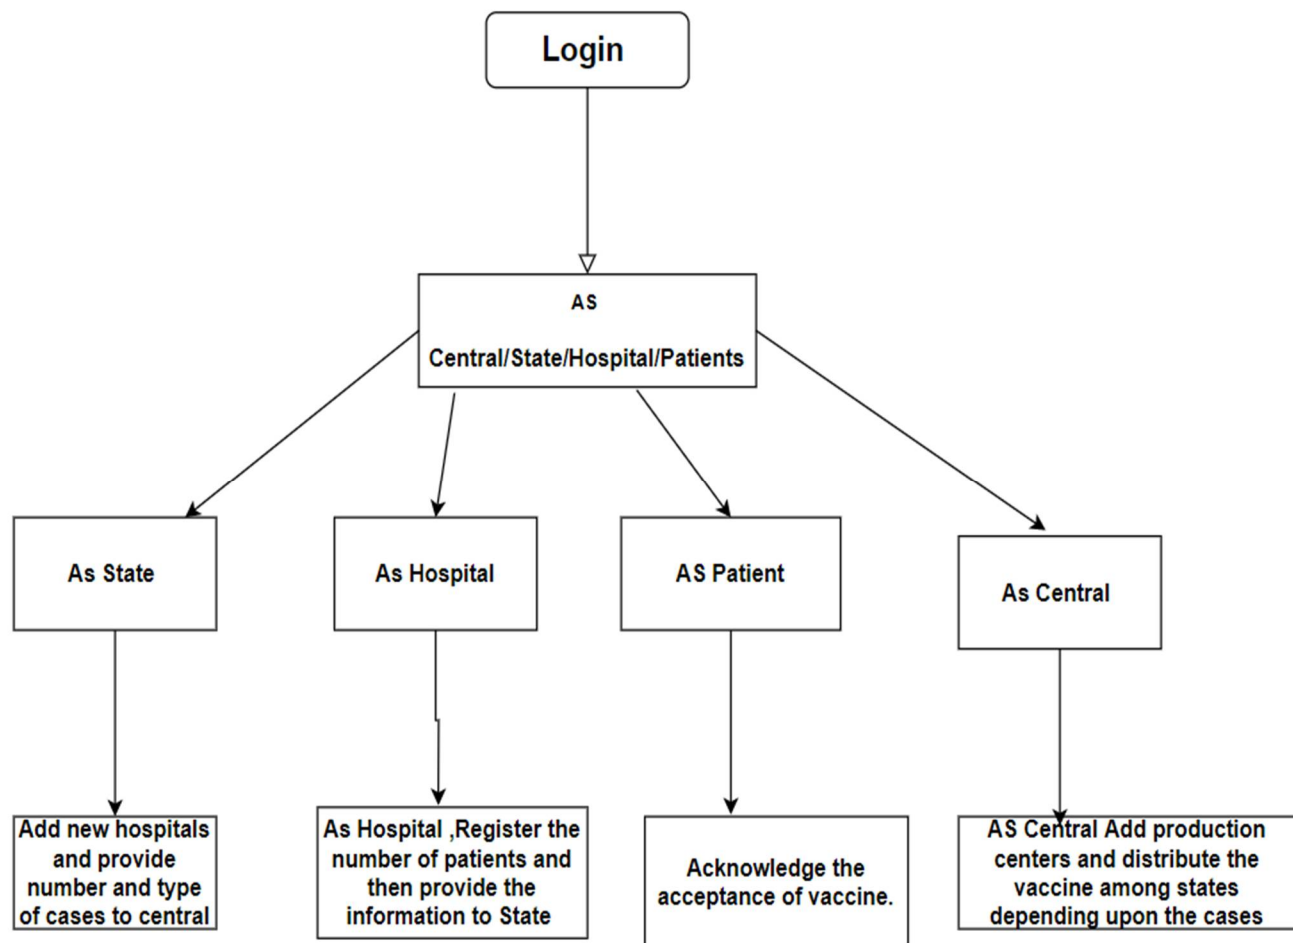 Login
AS
Central/State/Hospital/Patients
As State
As Hospital
AS Patient
As Central
Add new hospitals
and provide
number and type
of cases to central
As Hospital ,Register the
number of patients and
then provide the
information to State
Acknowledge the
acceptance of vaccine.
AS Central Add production
centers and distribute the
vaccine among states
depending upon the cases